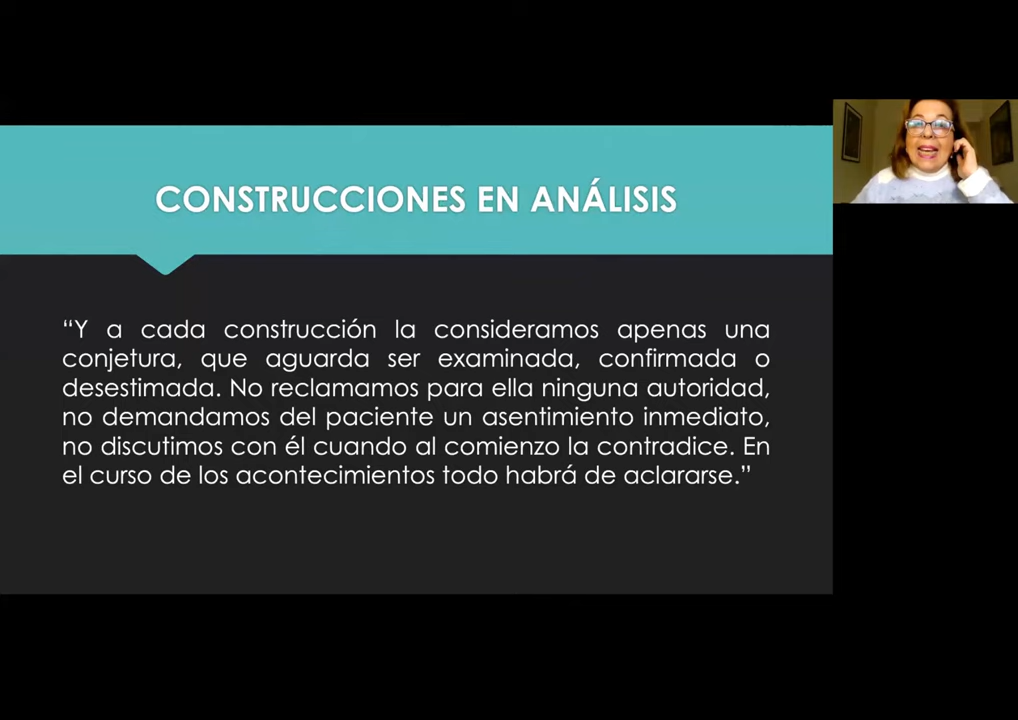 CONSTRUCCIONES EN ANÁLISIS
“Y a cada construcción la consideramos apenas una
conjetura, que aguarda ser examinada, confirmada o
desestimada. No reclamamos para ella ninguna autoridad,
no demandamos del paciente un asentimiento inmediato,
no discutimos con él cuando al comienzo la contradice. En
el curso de los acontecimientos todo habrá de aclararse.”